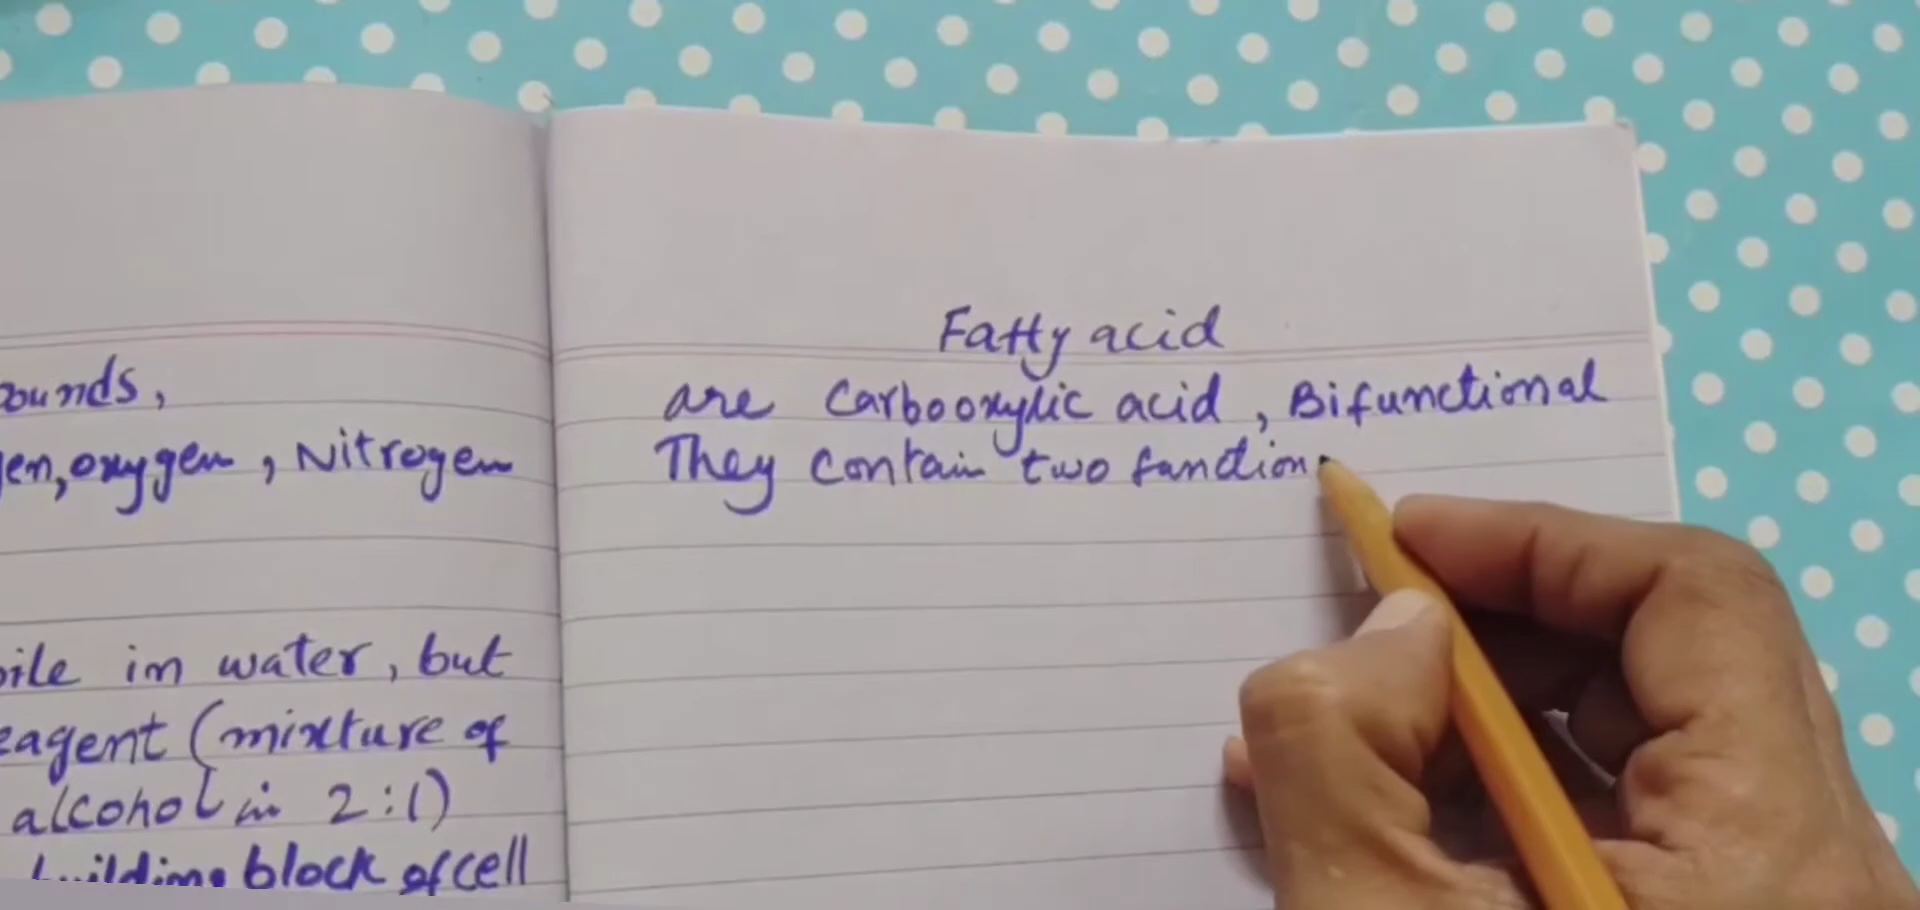 ounds,
gen, oxygen, Nitrogen
in water, but
eagent (mixture of
alcohol in 2:1)
building block of cell
Fatty acid
are Carbooxylic acid, Bifunctional
They contain two function